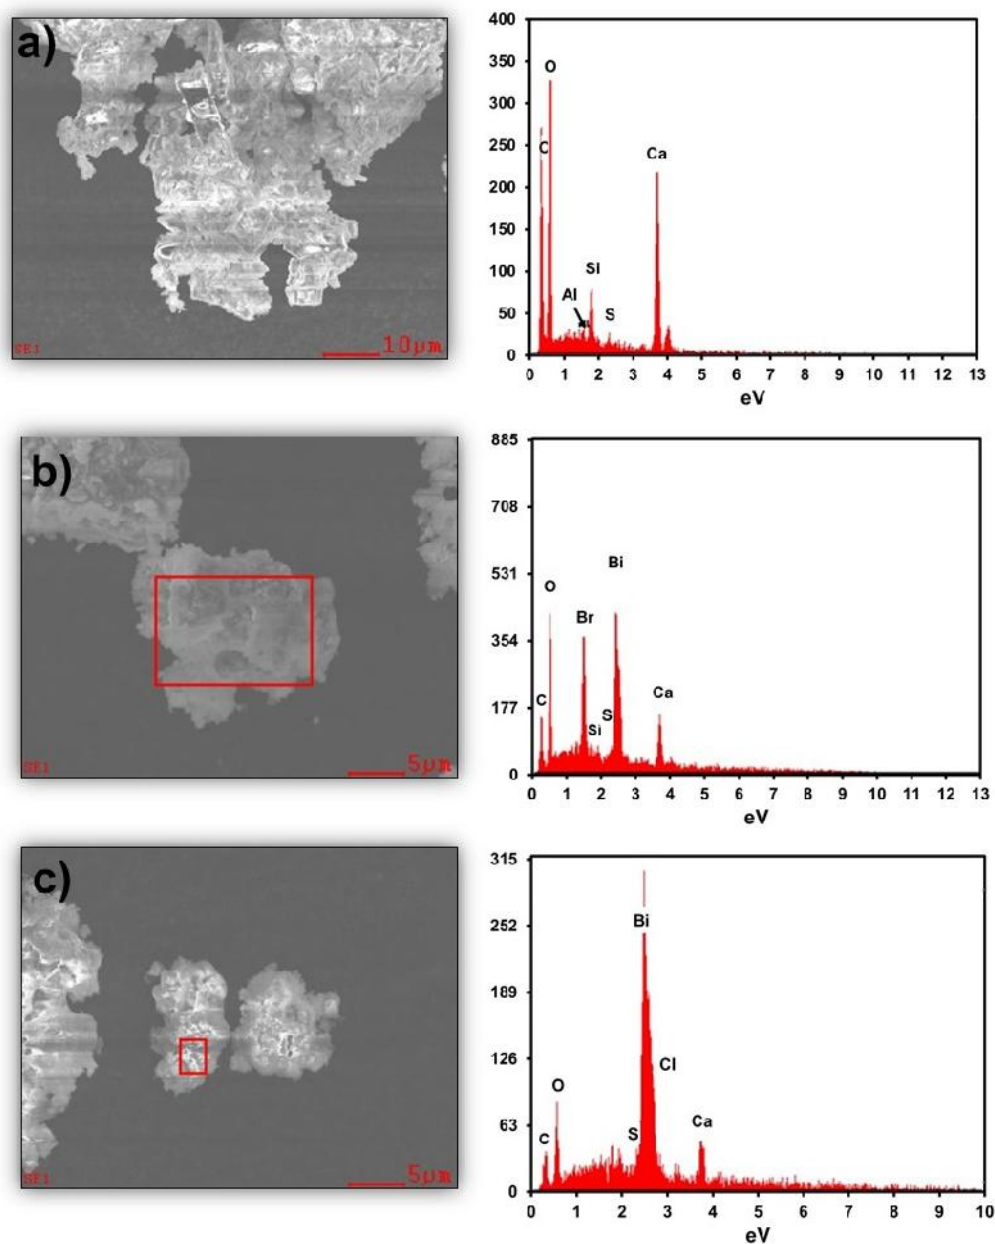 a)
SE1
10µm
400
350
300
250
200
150
100
50
0
O
C
Ca
Si
Al
S
0 1 2 3 4 5 6 7 8 9 10 11 12 13
eV
b)
SE1
5µm
885
708
531
354
177
0
Bi
O
Br
C
Ca
S
Si
0 1 2 3 4 5 6 7 8 9 10 11 12 13
eV
c)
SE1
5µm
315
252
189
126
63
0
Bi
Cl
O
Ca
C
S
0 1 2 3 4 5 6 7 8 9 10
eV